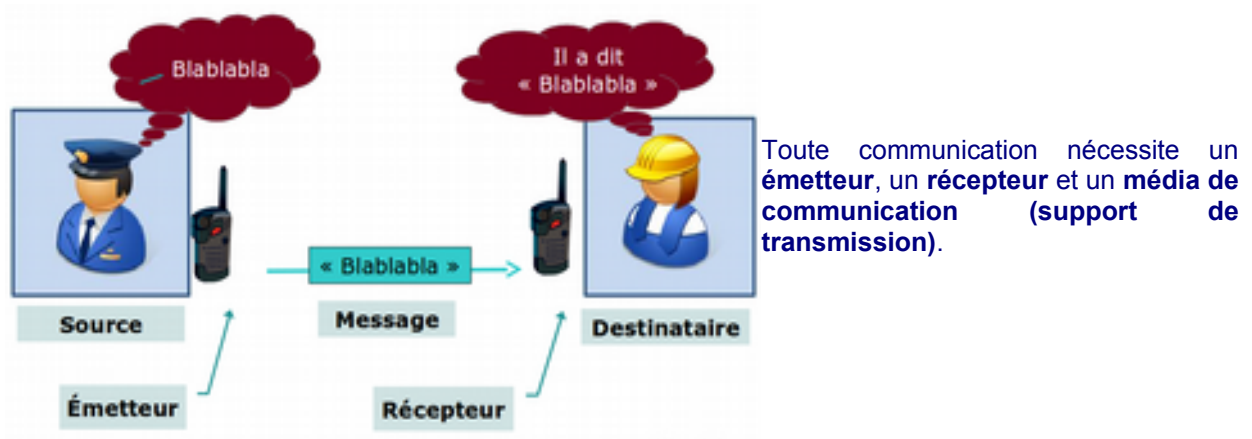 Blablabla
Il a dit
« Blablabla »
Toute communication nécessite un
émetteur, un récepteur et un média de
communication (support de
transmission).
« Blablabla »
Source
Message
Destinataire
Émetteur
Récepteur